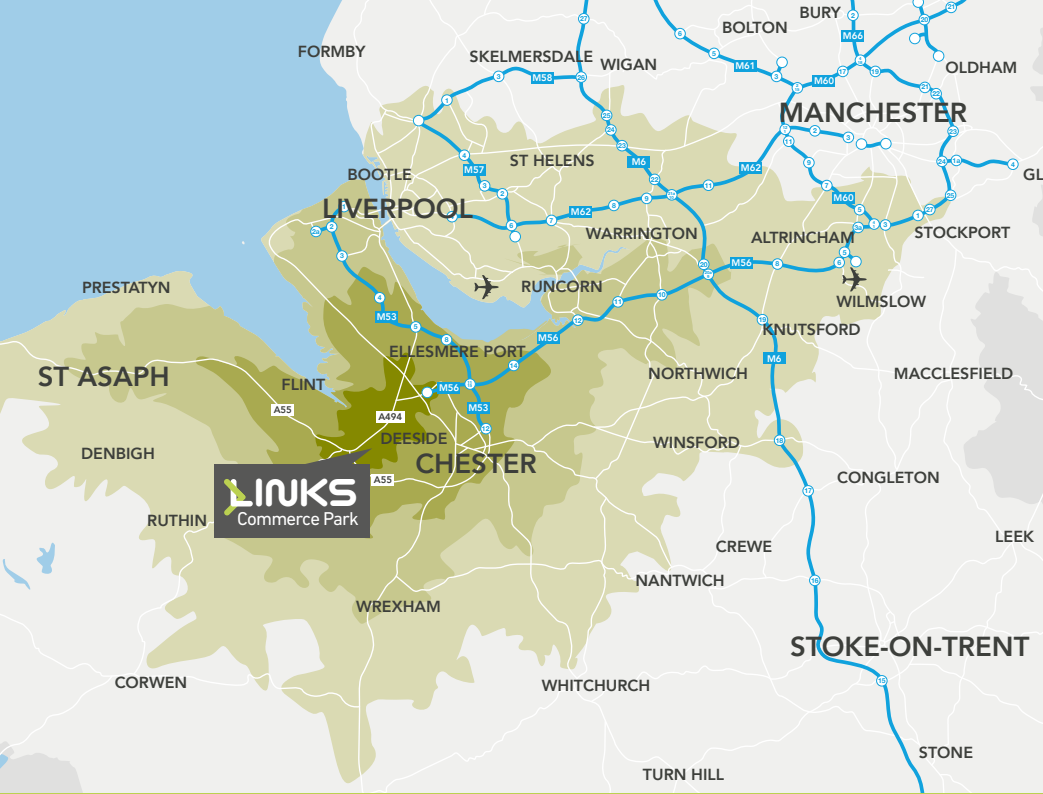 BURY
M66
BOLTON
FORMBY
SKELMERSDALE
WIGAN
M58
M61
M60
OLDHAM
MANCHESTER
ST HELENS
M6
M62
M57
BOOTLE
GL
LIVERPOOL
M62
M60
WARRINGTON
ALTRINCHAM
STOCKPORT
M56
PRESTATYN
RUNCORN
WILMSLOW
M53
KNUTSFORD
M56
ELLESMERE PORT
M6
ST ASAPH
FLINT
M56
NORTHWICH
MACCLESFIELD
A55
A494
M53
DEESIDE
WINSFORD
DENBIGH
CHESTER
A55
CONGLETON
LINKS
Commerce Park
RUTHIN
CREWE
LEEK
NANTWICH
WREXHAM
STOKE-ON-TRENT
CORWEN
WHITCHURCH
STONE
TURN HILL